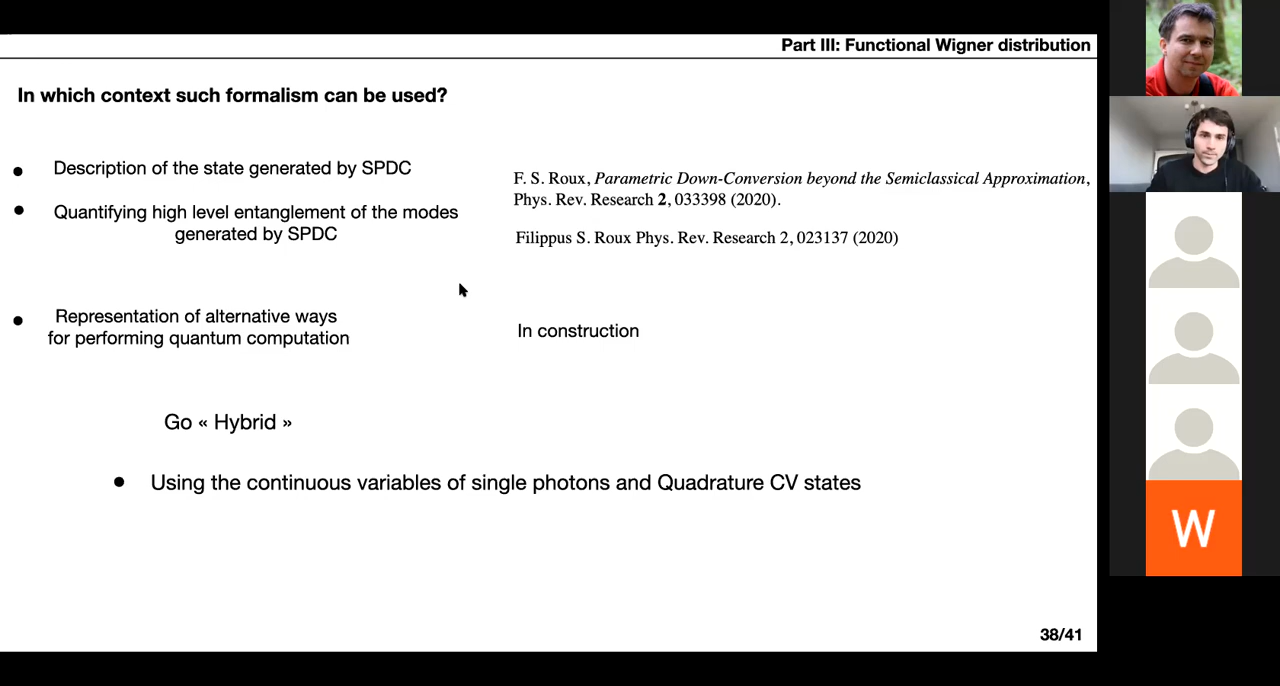 Part III: Functional Wigner distribution
In which context such formalism can be used?
• Description of the state generated by SPDC
• Quantifying high level entanglement of the modes
generated by SPDC
F. S. Roux, Parametric Down-Conversion beyond the Semiclassical Approximation,
Phys. Rev. Research 2, 033398 (2020).
Filippus S. Roux Phys. Rev. Research 2, 023137 (2020)
• Representation of alternative ways
for performing quantum computation
In construction
Go « Hybrid »
• Using the continuous variables of single photons and Quadrature CV states
38/41
W